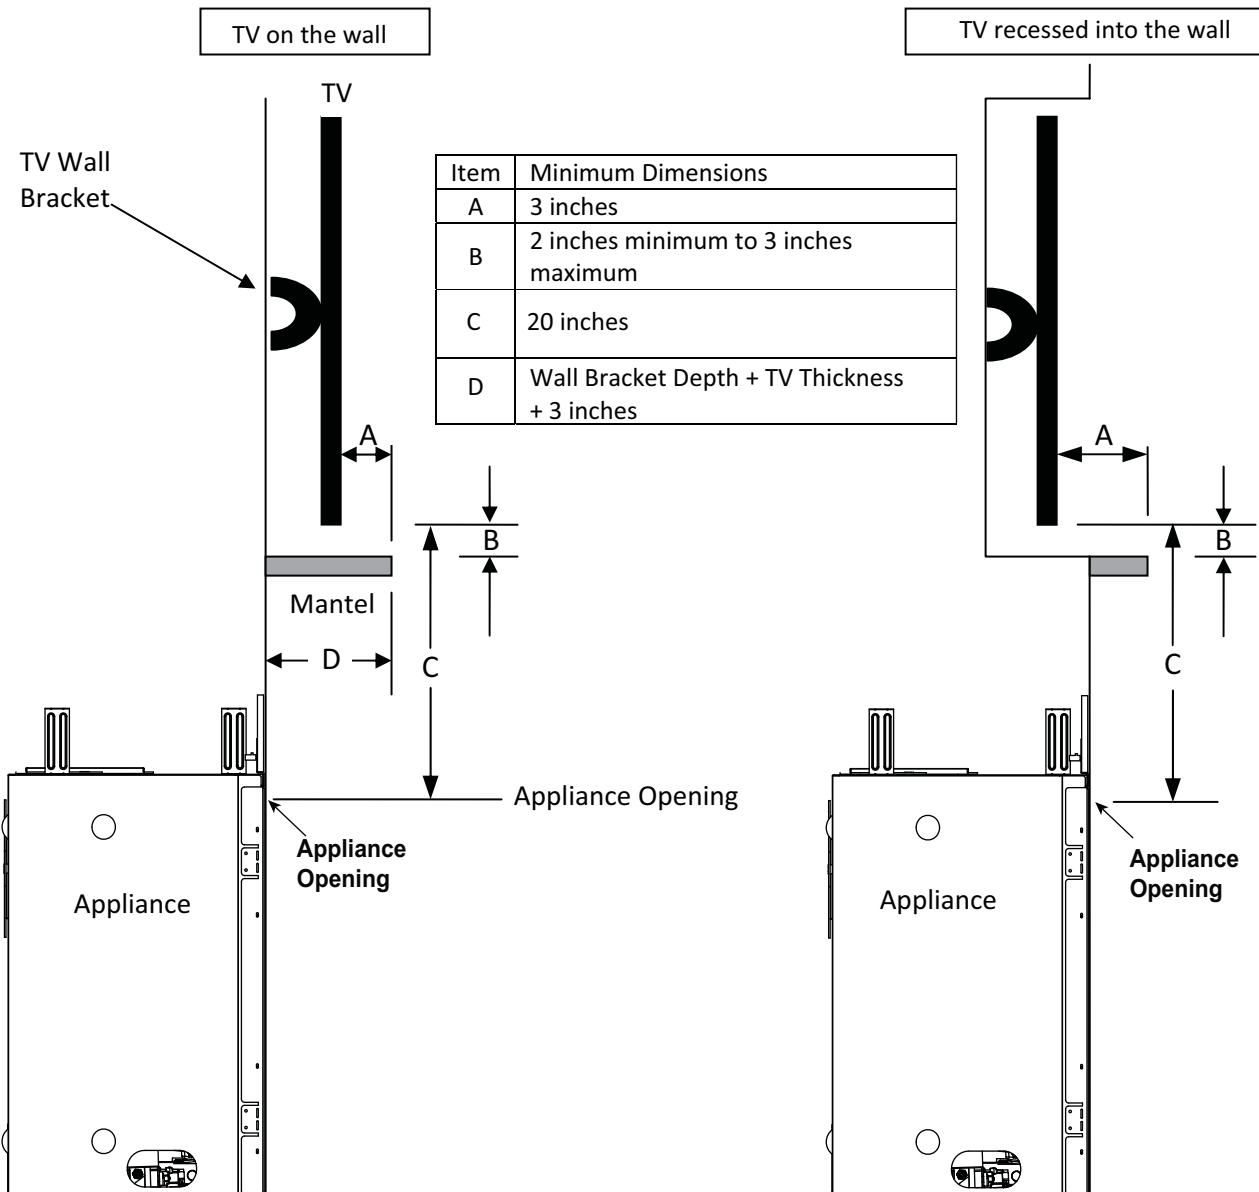 TV on the wall
TV recessed into the wall
TV
TV Wall
Bracket
Item Minimum Dimensions
A 3 inches
B 2 inches minimum to 3 inches
maximum
C 20 inches
D Wall Bracket Depth + TV Thickness
+ 3 inches
A
B
Mantel
D
C
Appliance Opening
Appliance
Opening
Appliance
A
B
C
Appliance
Opening
Appliance